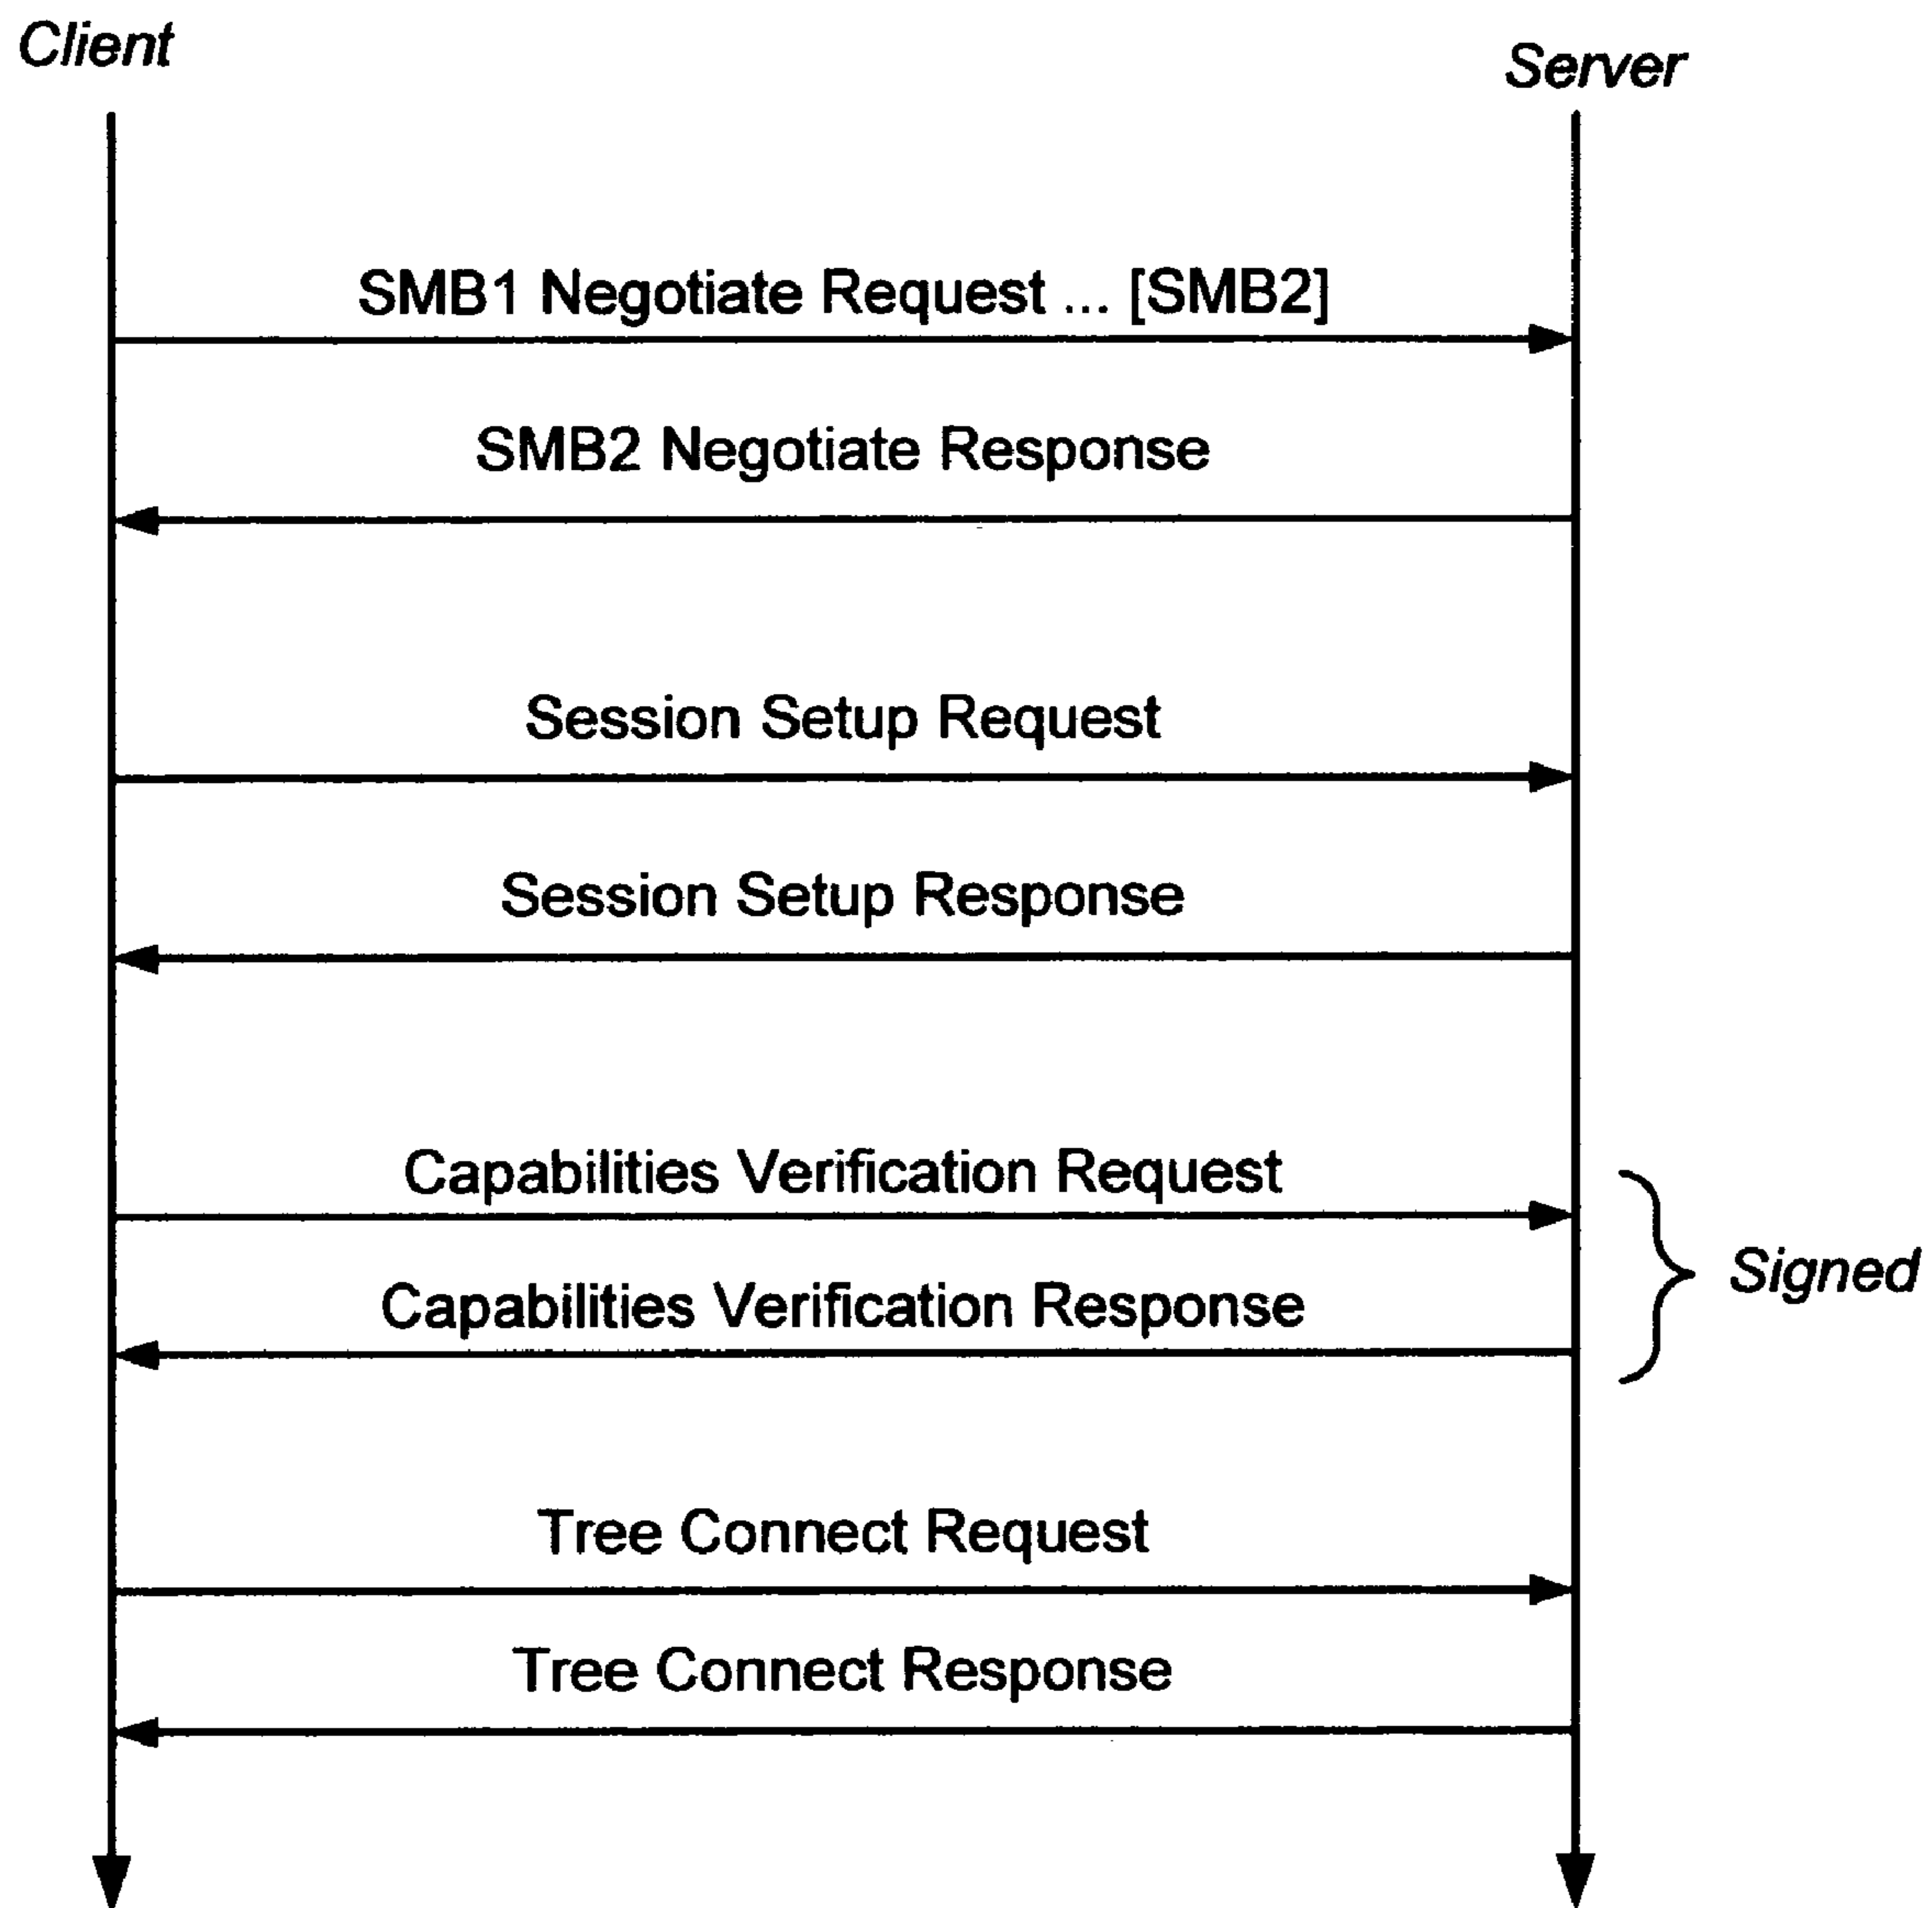 Client
Server
SMB1 Negotiate Request ... [SMB2]
SMB2 Negotiate Response
Session Setup Request
Session Setup Response
Capabilities Verification Request
Signed
Capabilities Verification Response
Tree Connect Request
Tree Connect Response